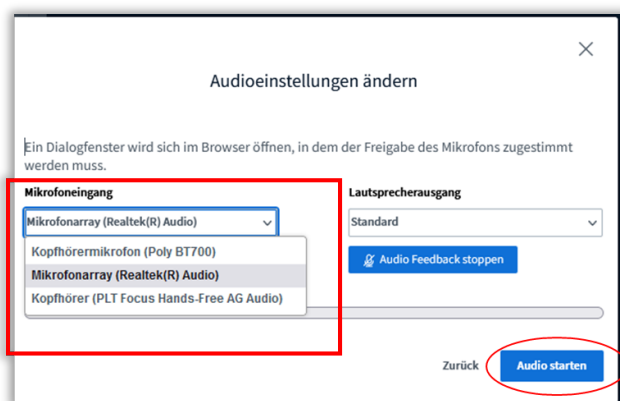 Audioeinstellungen ändern
Ein Dialogfenster wird sich im Browser öffnen, in dem der Freigabe des Mikrofons zugestimmt
werden muss.
Mikrofoneingang
Lautsprecherausgang
Mikrofonarray (Realtek(R) Audio)
Standard
Kopfhörermikrofon (Poly BT700)
Mikrofonarray (Realtek(R) Audio)
Kopfhörer (PLT Focus Hands-Free AG Audio)
Audio Feedback stoppen
Zurück
Audio starten